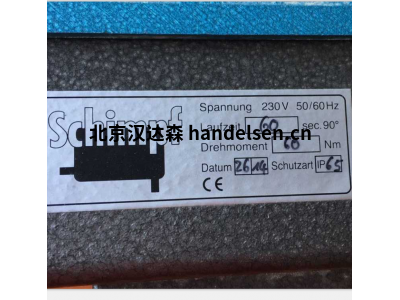 Schimpf
Spannung 230V 50/60Hz
Laufzeit 60 sec.90°
Drehmoment 60 Nm
Datum 26.14 Schutzart IP65
CE
北京汉达森 handelsen.cn